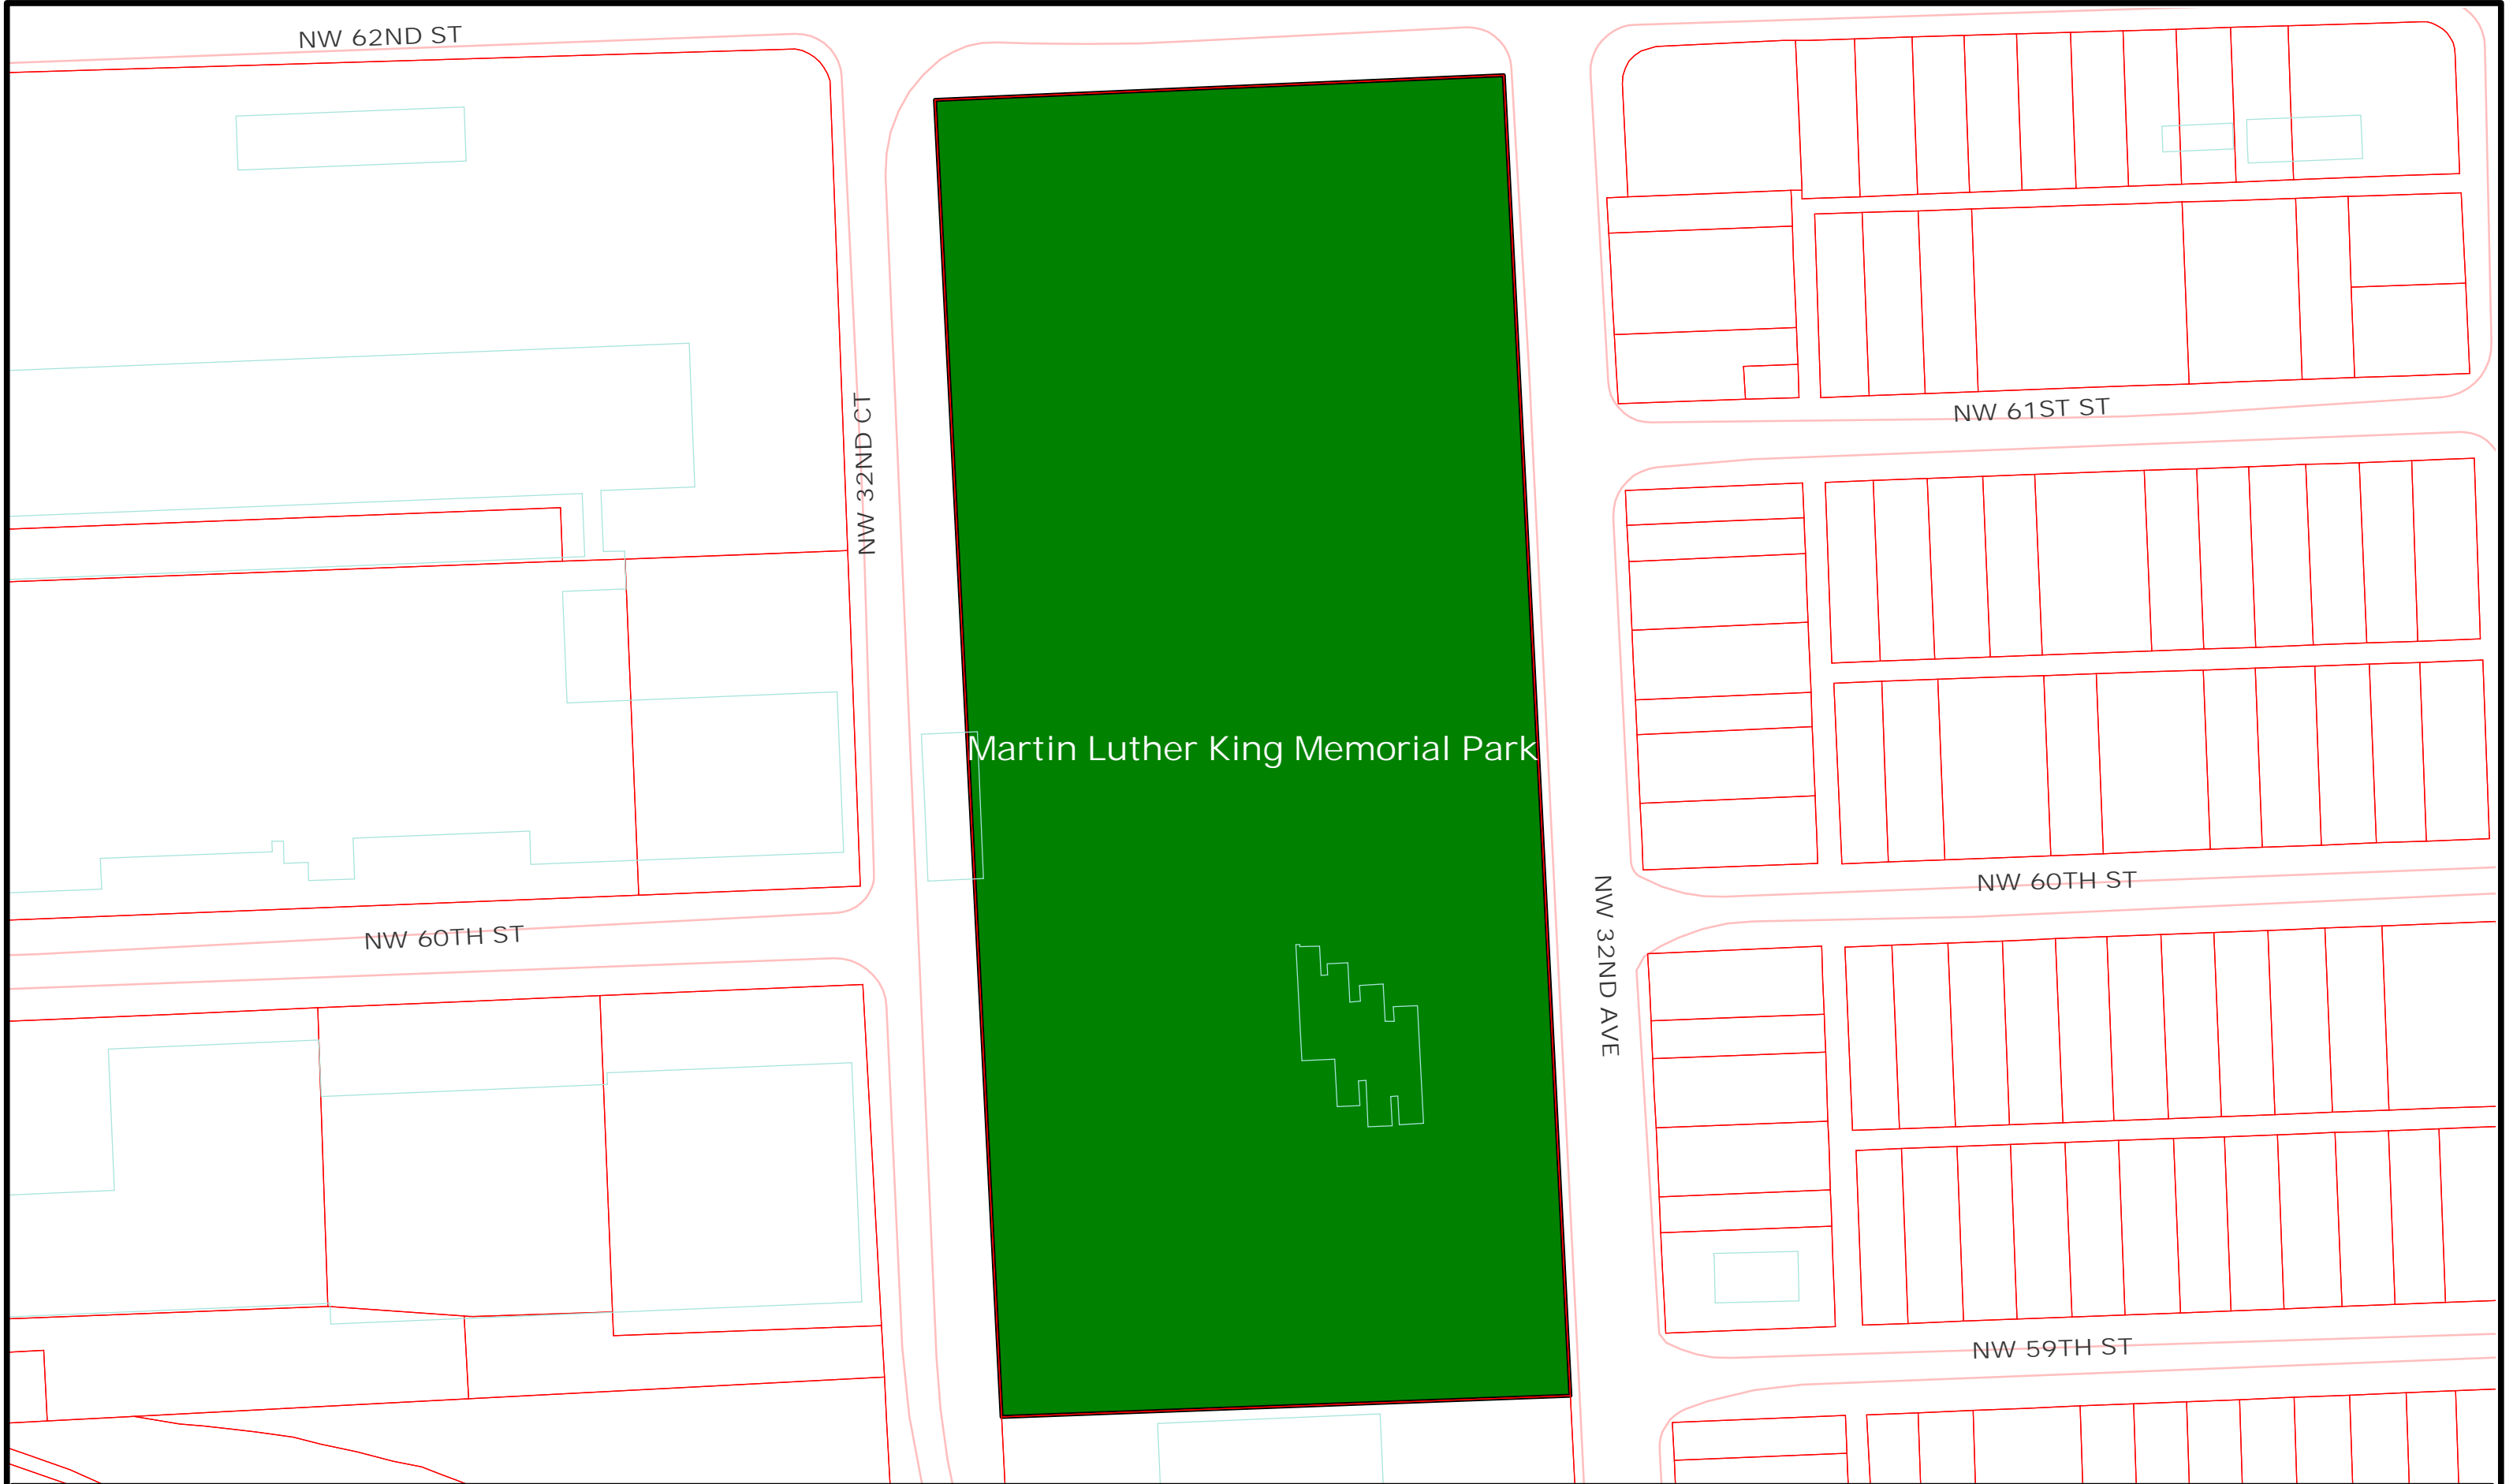 NW 62ND ST
NW 61ST ST
NW 32ND CT
Martin Luther King Memorial Park
NW 60TH ST
NW 60TH ST
NW 32ND AVE
NW 59TH ST